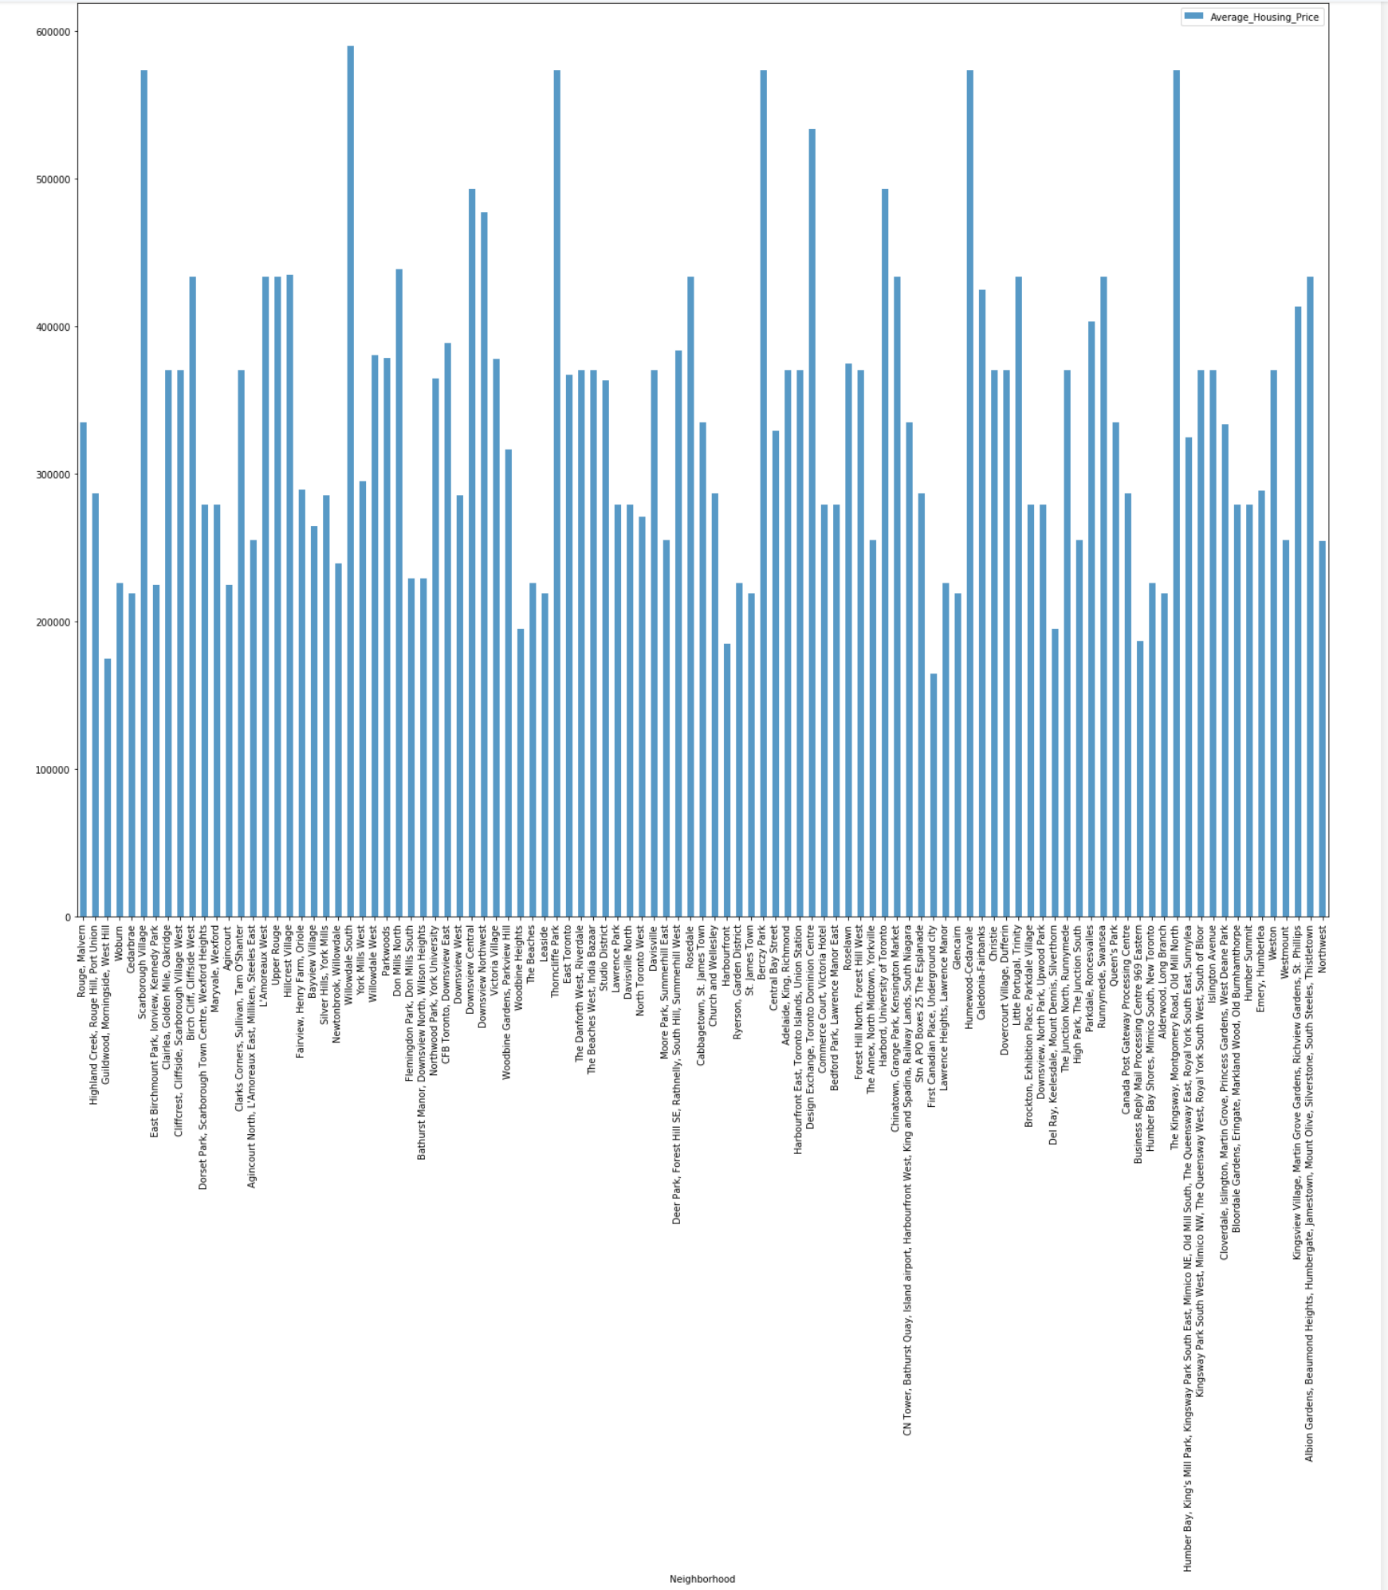 Average_Housing_Price
600000
500000
400000
300000
200000
100000
0
Rouge, Malvern
Highland Creek, Rouge Hill, Port Union
Guildwood, Morningside, West Hill
Woburn
Cedarbrae
Scarborough Village
East Birchmount Park, Ionview, Kennedy Park
Clairlea, Golden Mile, Oakridge
Cliffcrest, Cliffside, Scarborough Village West
Birch Cliff, Cliffside West
Dorset Park, Scarborough Town Centre, Wexford Heights
Maryvale, Wexford
Agincourt
Clarks Corners, Sullivan, Tam O'Shanter
Agincourt North, L'Amoreaux East, Milliken, Steeles East
L'Amoreaux West
Upper Rouge
Hillcrest Village
Fairview, Henry Farm, Oriole
Bayview Village
Silver Hills, York Mills
Newtonbrook, Willowdale
Willowdale South
York Mills West
Willowdale West
Parkwoods
Don Mills North
Flemingdon Park, Don Mills South
Bathurst Manor, Downsview North, Wilson Heights
Northwood Park, York University
CFB Toronto, Downsview East
Downsview West
Downsview Central
Downsview Northwest
Victoria Village
Woodbine Gardens, Parkview Hill
Woodbine Heights
The Beaches
Leaside
Thorncliffe Park
East Toronto
The Danforth West, Riverdale
The Beaches West, India Bazaar
Studio District
Lawrence Park
Davisville North
North Toronto West
Davisville
Moore Park, Summerhill East
Deer Park, Forest Hill SE, Rathnelly, South Hill, Summerhill West
Rosedale
Cabbagetown, St. James Town
Church and Wellesley
Harbourfront
Ryerson, Garden District
St. James Town
Berczy Park
Central Bay Street
Adelaide, King, Richmond
Harbourfront East, Toronto Islands, Union Station
Design Exchange, Toronto Dominion Centre
Commerce Court, Victoria Hotel
Bedford Park, Lawrence Manor East
Roselawn
Forest Hill North, Forest Hill West
The Annex, North Midtown, Yorkville
Harbord, University of Toronto
Chinatown, Grange Park, Kensington Market
CN Tower, Bathurst Quay, Island airport, Harbourfront West, King and Spadina, Railway Lands, South Niagara
Stn A PO Boxes 25 The Esplanade
First Canadian Place, Underground city
Lawrence Heights, Lawrence Manor
Glencairn
Humewood-Cedarvale
Caledonia-Fairbanks
Christie
Dovercourt Village, Dufferin
Little Portugal, Trinity
Brockton, Exhibition Place, Parkdale Village
Downsview, North Park, Upwood Park
Del Ray, Keelesdale, Mount Dennis, Silverthorn
The Junction North, Runnymede
High Park, The Junction South
Parkdale, Roncesvalles
Runnymede, Swansea
Queen's Park
Canada Post Gateway Processing Centre
Business Reply Mail Processing Centre 969 Eastern
Humber Bay Shores, Mimico South, New Toronto
Alderwood, Long Branch
The Kingsway, Montgomery Road, Old Mill North
Humber Bay, King's Mill Park, Kingsway Park South East, Mimico NE, Old Mill South, The Queensway East, Royal York South East, Sunnylea
Kingsway Park South West, Mimico NW, The Queensway West, Royal York South West, South of Bloor
Islington Avenue
Cloverdale, Islington, Martin Grove, Princess Gardens, West Deane Park
Bloordale Gardens, Eringate, Markland Wood, Old Burnhamthorpe
Humber Summit
Emery, Humberlea
Weston
Westmount
Kingsview Village, Martin Grove Gardens, Richview Gardens, St. Phillips
Albion Gardens, Beaumond Heights, Humbergate, Jamestown, Mount Olive, Silverstone, South Steeles, Thistletown
Northwest
Neighborhood